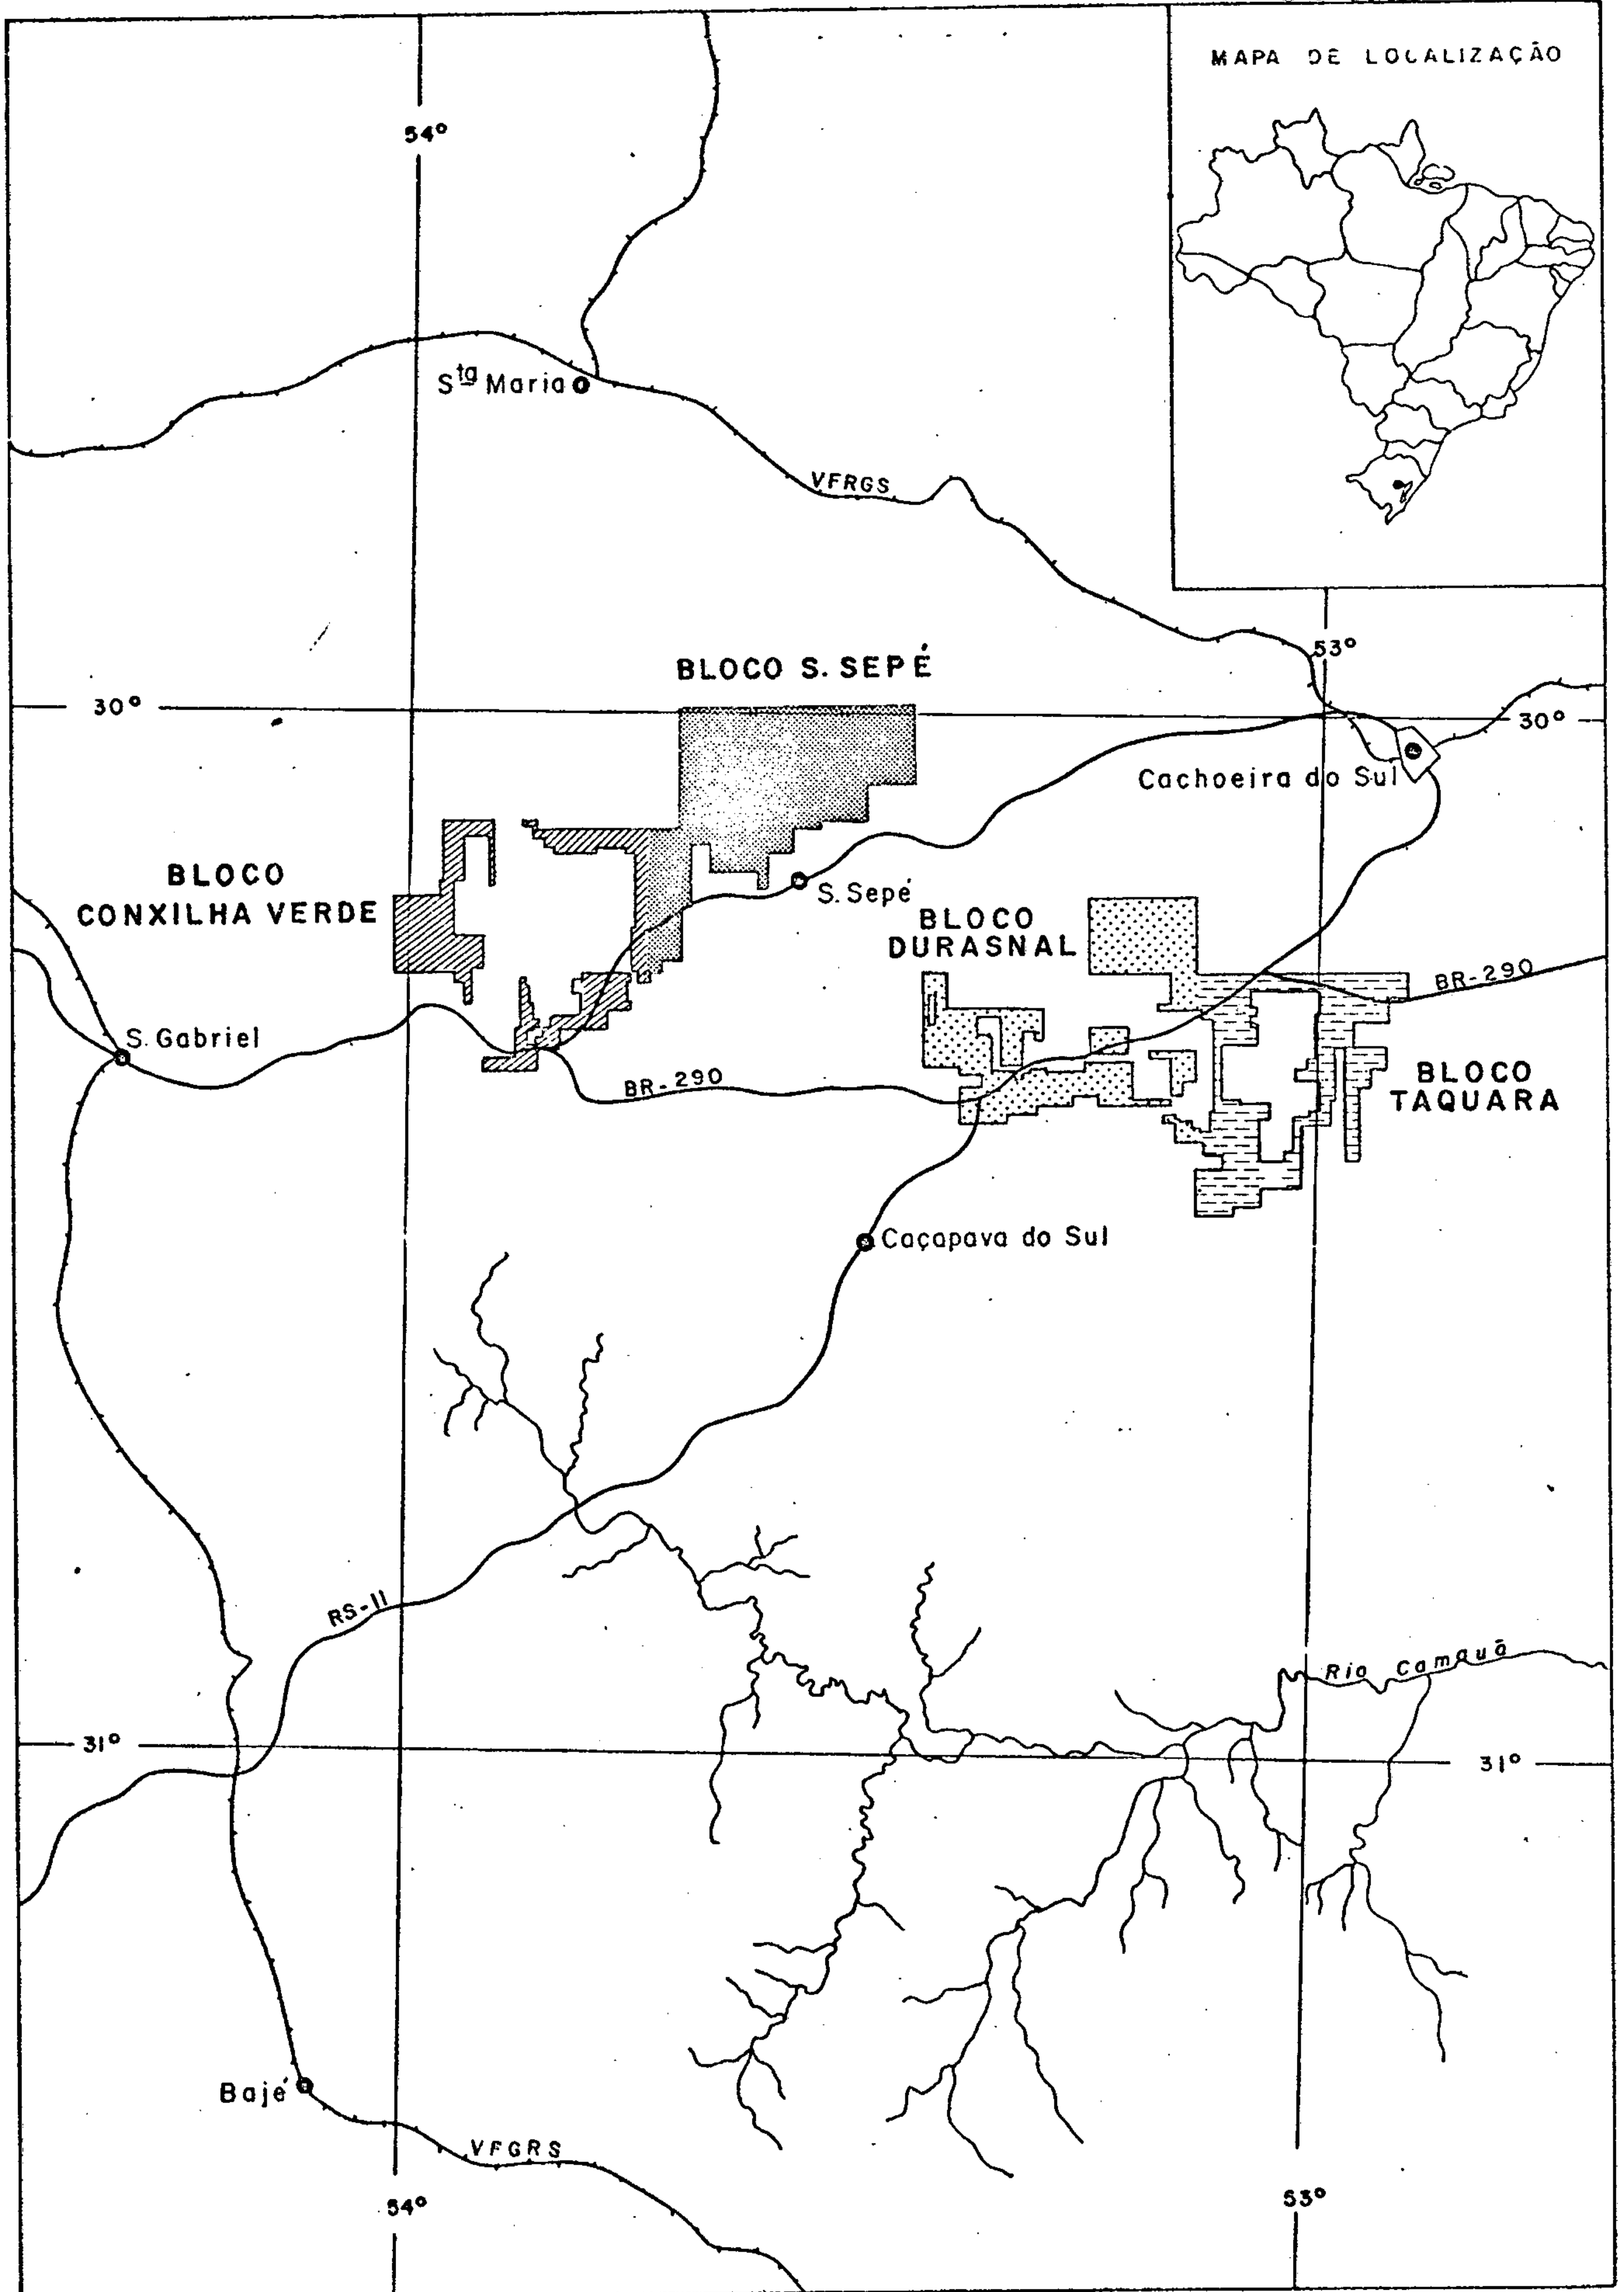 MAPA DE LOCALIZAÇÃO
54°
Sta Maria
VFRGS
53°
BLOCO S. SEPÉ
30°
30°
Cachoeira do Sul
BLOCO
CONXILHA VERDE
S. Sepé
BLOCO
DURASNAL
BR-290
S. Gabriel
BR-290
BLOCO
TAQUARA
Caçapava do Sul
RS-11
Rio Camauã
31°
31°
Bajé
VFGRS
54°
53°